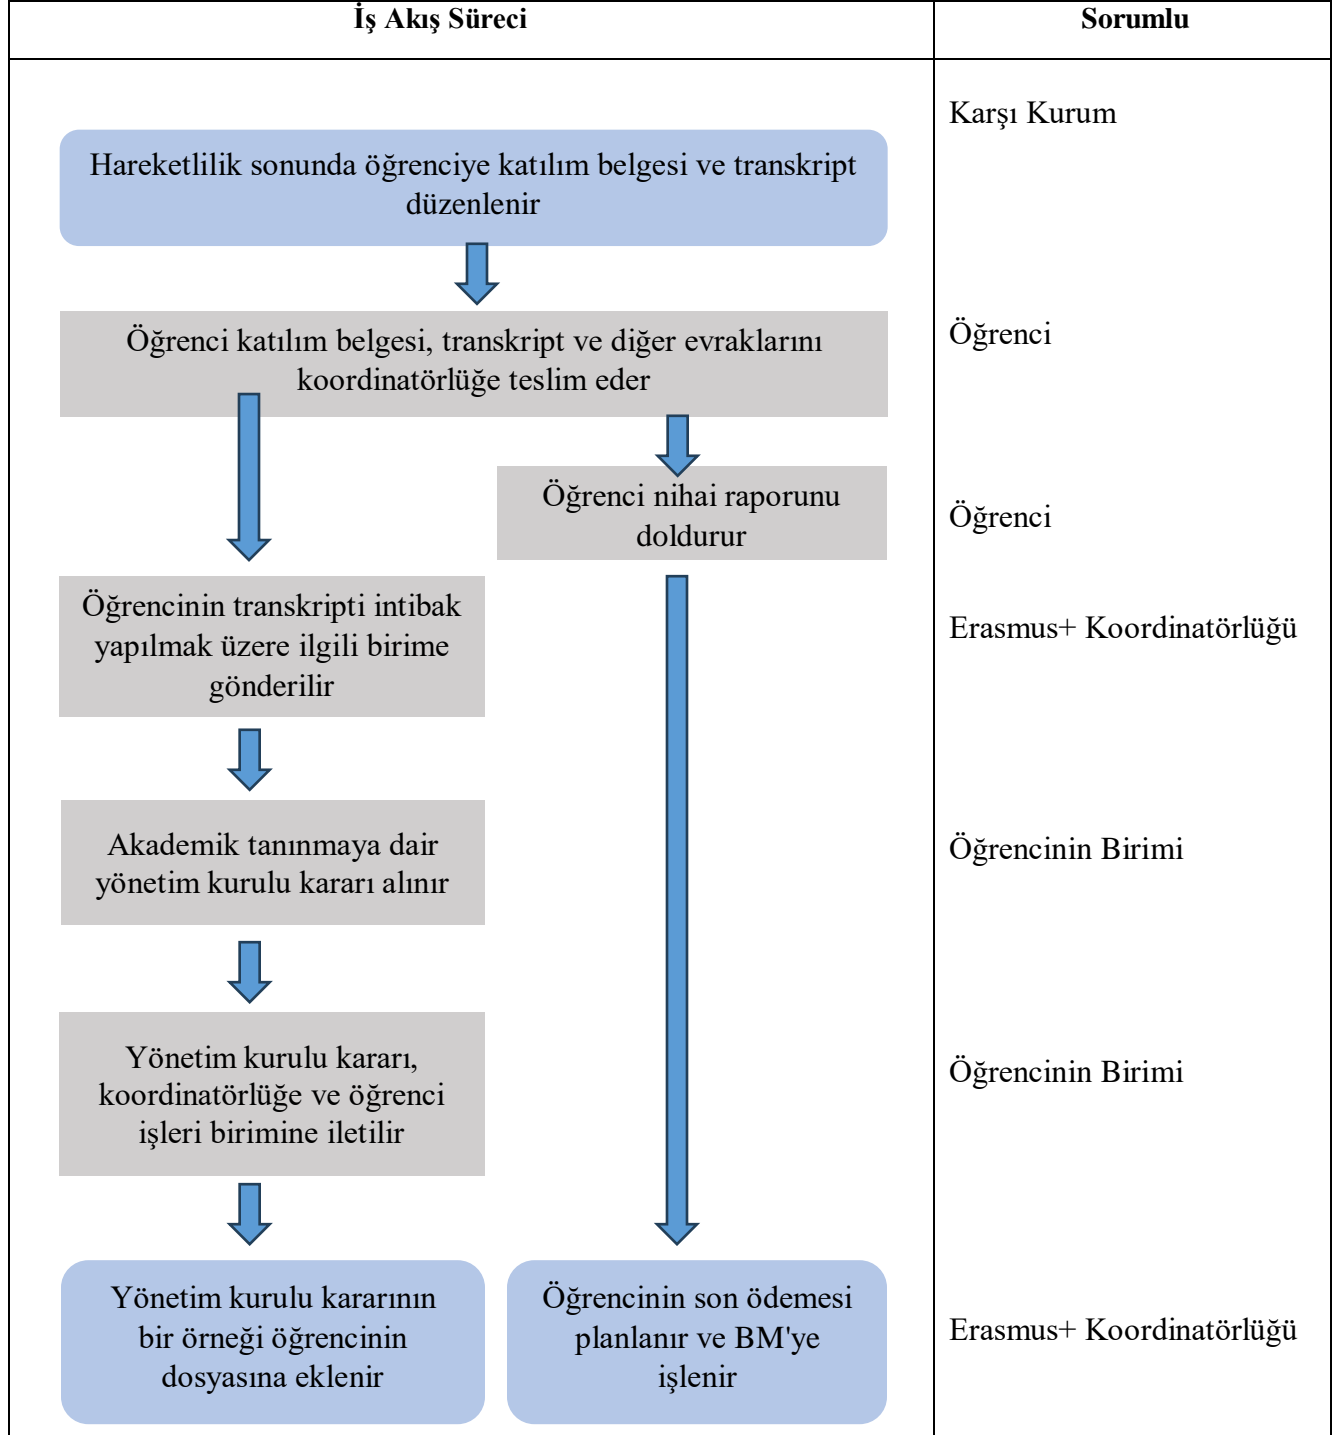 İş Akış Süreci
Sorumlu
Karşı Kurum
Hareketlilik sonunda öğrenciye katılım belgesi ve transkript
düzenlenir
Öğrenci katılım belgesi, transkript ve diğer evraklarını
koordinatörlüğe teslim eder
Öğrenci
Öğrenci nihai raporunu
doldurur
Öğrenci
Öğrencinin transkripti intibak
yapılmak üzere ilgili birime
gönderilir
Erasmus+ Koordinatörlüğü
Akademik tanınmaya dair
yönetim kurulu kararı alınır
Öğrencinin Birimi
Yönetim kurulu kararı,
koordinatörlüğe ve öğrenci
işleri birimine iletilir
Öğrencinin Birimi
Yönetim kurulu kararının
bir örneği öğrencinin
dosyasına eklenir
Öğrencinin son ödemesi
planlanır ve BM'ye
işlenir
Erasmus+ Koordinatörlüğü